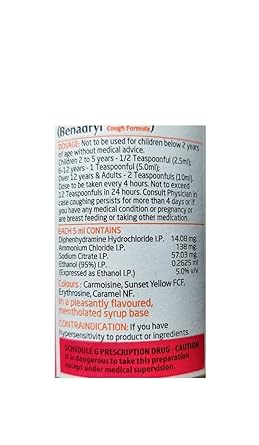 (Benadryl Cough Formula)
DOSAGE: Not to be used for children below 2 years
of age without medical advice.
Children 2 to 5 years - 1/2 Teaspoonful (2.5ml);
6-12 years - 1 Teaspoonful (5.0ml);
Over 12 years & Adults - 2 Teaspoonfuls (10ml).
Dose to be taken every 4 hours. Not to exceed
12 Teaspoonfuls in 24 hours. Consult Physician in
case coughing persists for more than 4 days or if
you have any medical condition or pregnancy or
are breast feeding or taking other medication.
EACH 5 ml CONTAINS
Diphenhydramine Hydrochloride I.P. 14.08 mg.
Ammonium Chloride I.P. 138 mg.
Sodium Citrate I.P. 57.03 mg.
Ethanol (95%) I.P. 0.2625 ml
(Expressed as Ethanol I.P.) 5.0% v/v
Colours : Carmoisine, Sunset Yellow FCF,
Erythrosine, Caramel NF.
In a pleasantly flavoured,
mentholated syrup base
CONTRAINDICATION: If you have
hypersensitivity to product or ingredients.
SCHEDULE G PRESCRIPTION DRUG - CAUTION
It is dangerous to take this preparation
except under medical supervision.